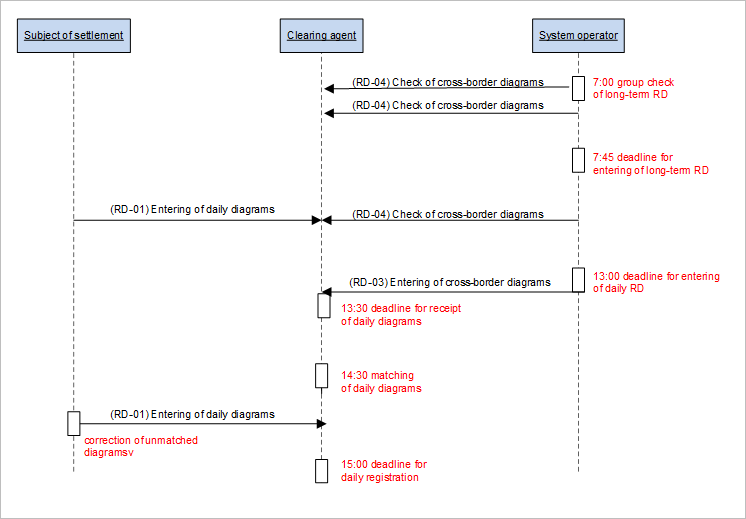 Subject of settlement
Clearing agent
System operator
(RD-04) Check of cross-border diagrams
7:00 group check
of long-term RD
(RD-04) Check of cross-border diagrams
7:45 deadline for
entering of long-term RD
(RD-01) Entering of daily diagrams
(RD-04) Check of cross-border diagrams
13:00 deadline for entering
of daily RD
(RD-03) Entering of cross-border diagrams
13:30 deadline for receipt
of daily diagrams
14:30 matching
of daily diagrams
(RD-01) Entering of daily diagrams
correction of unmatched
diagramsv
15:00 deadline for
daily registration